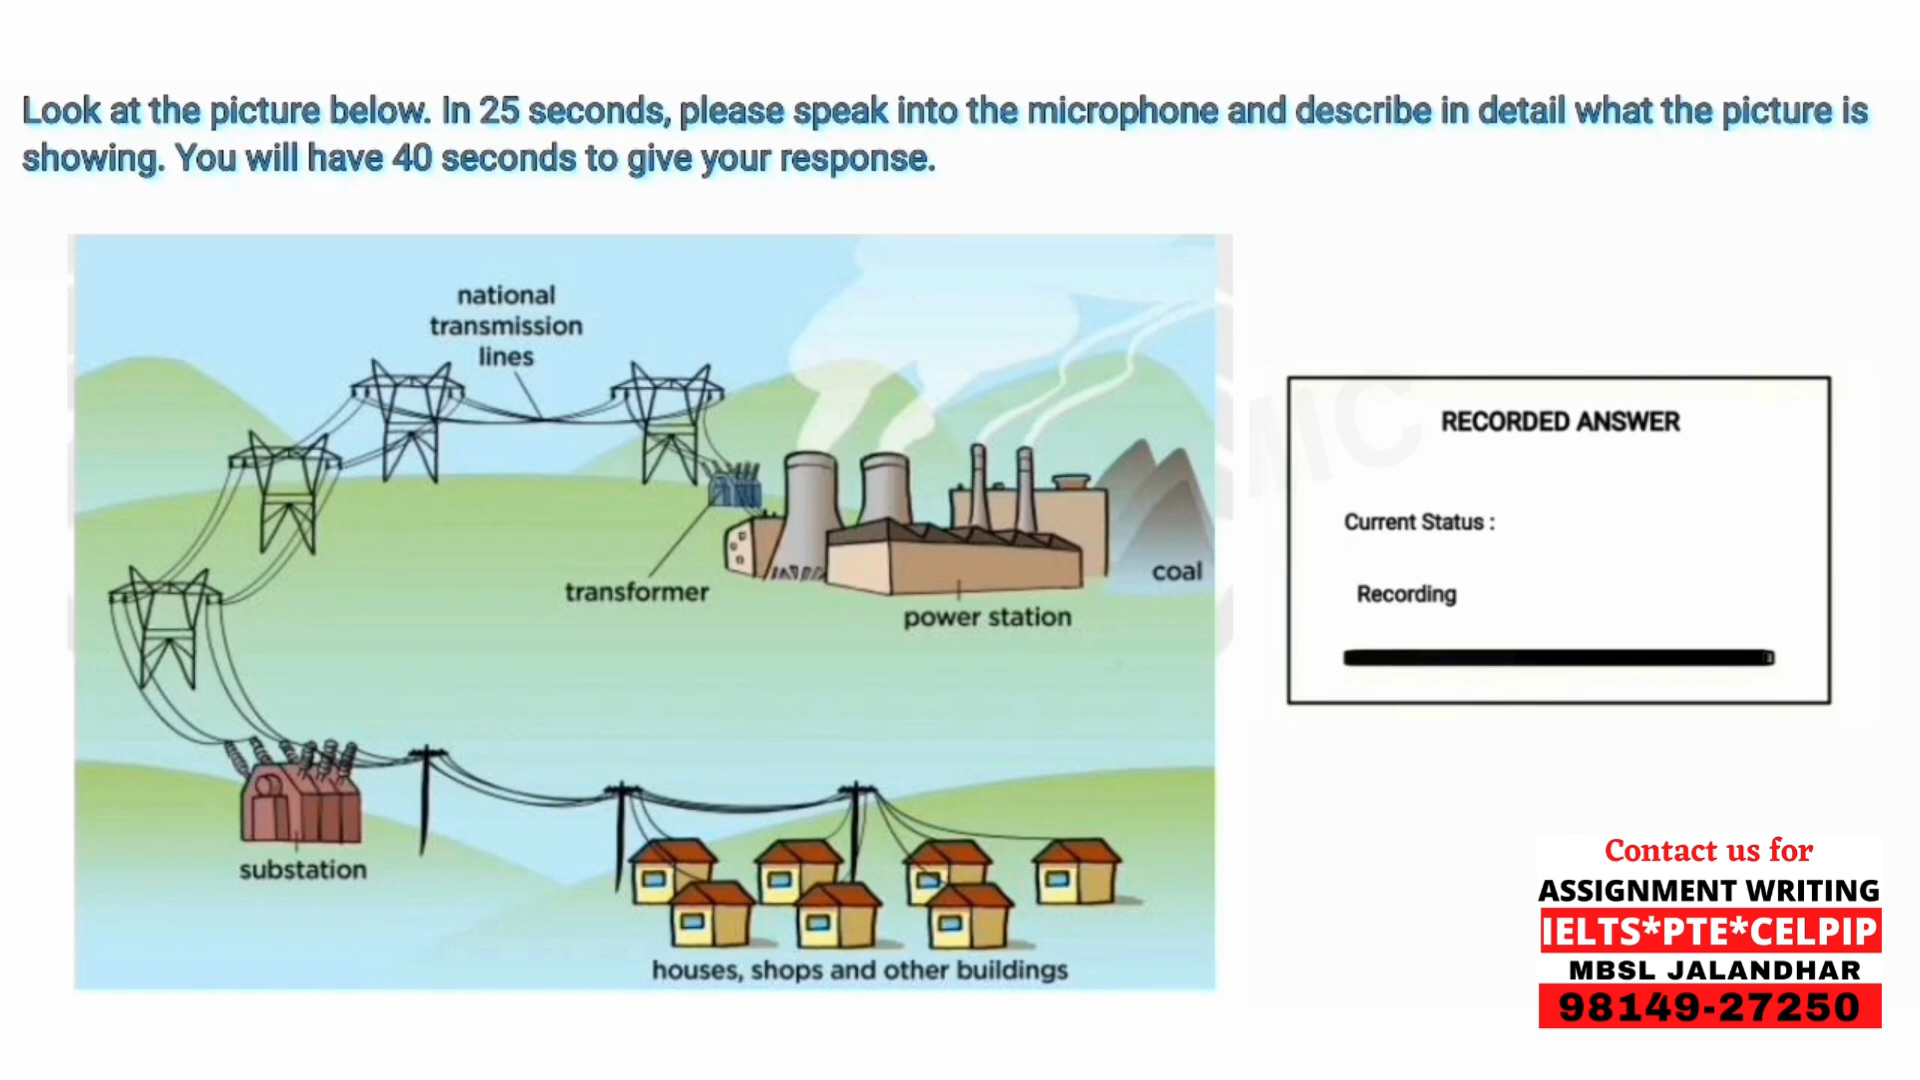 Look at the picture below. In 25 seconds, please speak into the microphone and describe in detail what the picture is
showing. You will have 40 seconds to give your response.
national
transmission
lines
transformer
power station
coal
substation
houses, shops and other buildings
RECORDED ANSWER
Current Status :
Recording
Contact us for
ASSIGNMENT WRITING
IELTS*PTE*CELPIP
MBSL JALANDHAR
98149-27250